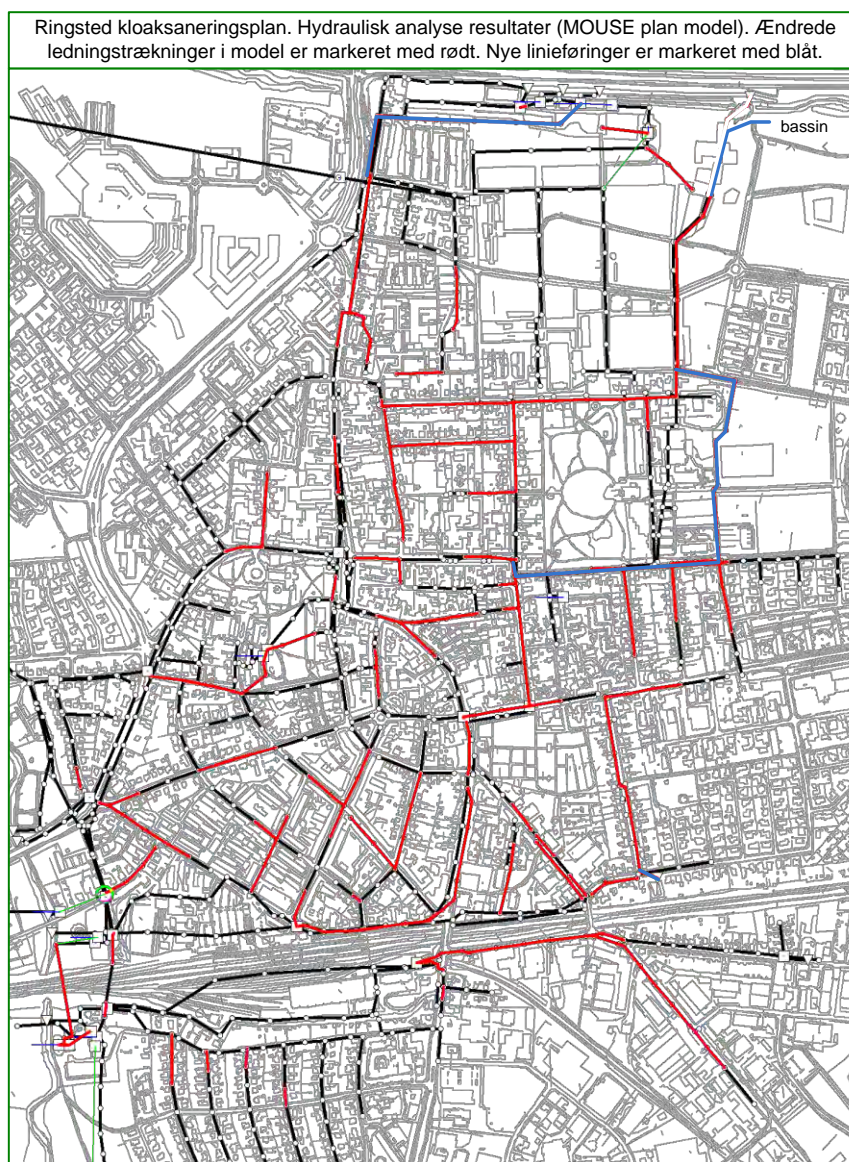 Ringsted kloaksaneringsplan. Hydraulisk analyse resultater (MOUSE plan model). Ændrede
ledningstrækninger i model er markeret med rødt. Nye linieføringer er markeret med blåt.
bassin